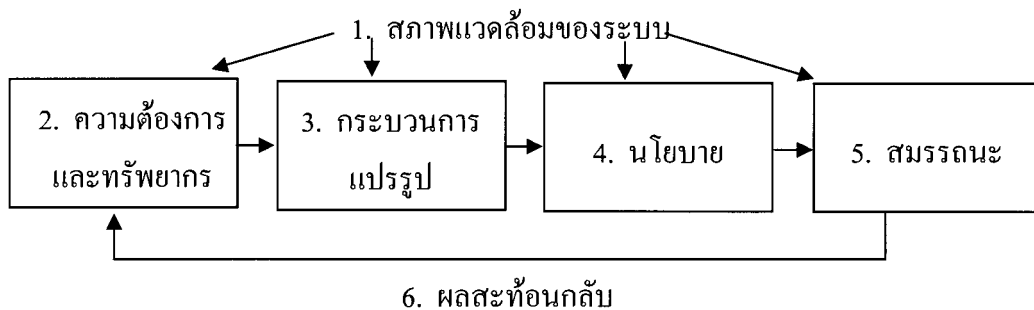 1. สภาพแวดล้อมของระบบ
2. ความต้องการ
และทรัพยากร
3. กระบวนการ
แปรรูป
4. นโยบาย
5. สมรรถนะ
6. ผลสะท้อนกลับ